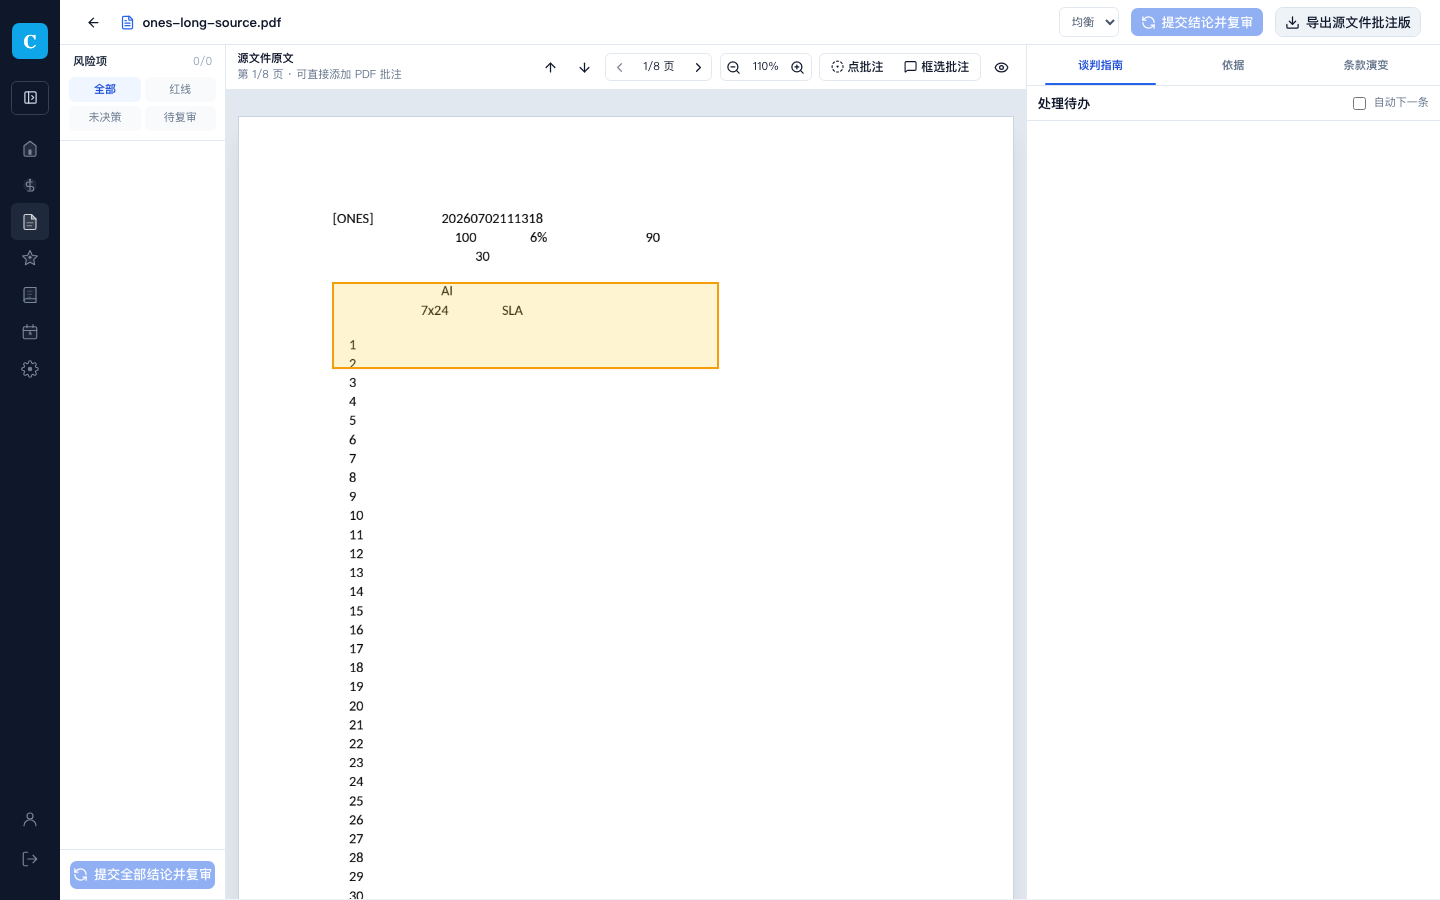 C
ones-long-source.pdf
均衡
提交结论并复审
导出源文件批注版
风险项
0/0
全部
红线
未决策
待复审
提交全部结论并复审
源文件原文
第 1/8 页 · 可直接添加 PDF 批注
1/8 页
110%
点批注
框选批注
[ONES] 20260702111318
100 6% 90
30
AI
7x24 SLA
1
2
3
4
5
6
7
8
9
10
11
12
13
14
15
16
17
18
19
20
21
22
23
24
25
26
27
28
29
30
谈判指南
依据
条款演变
处理待办
自动下一条